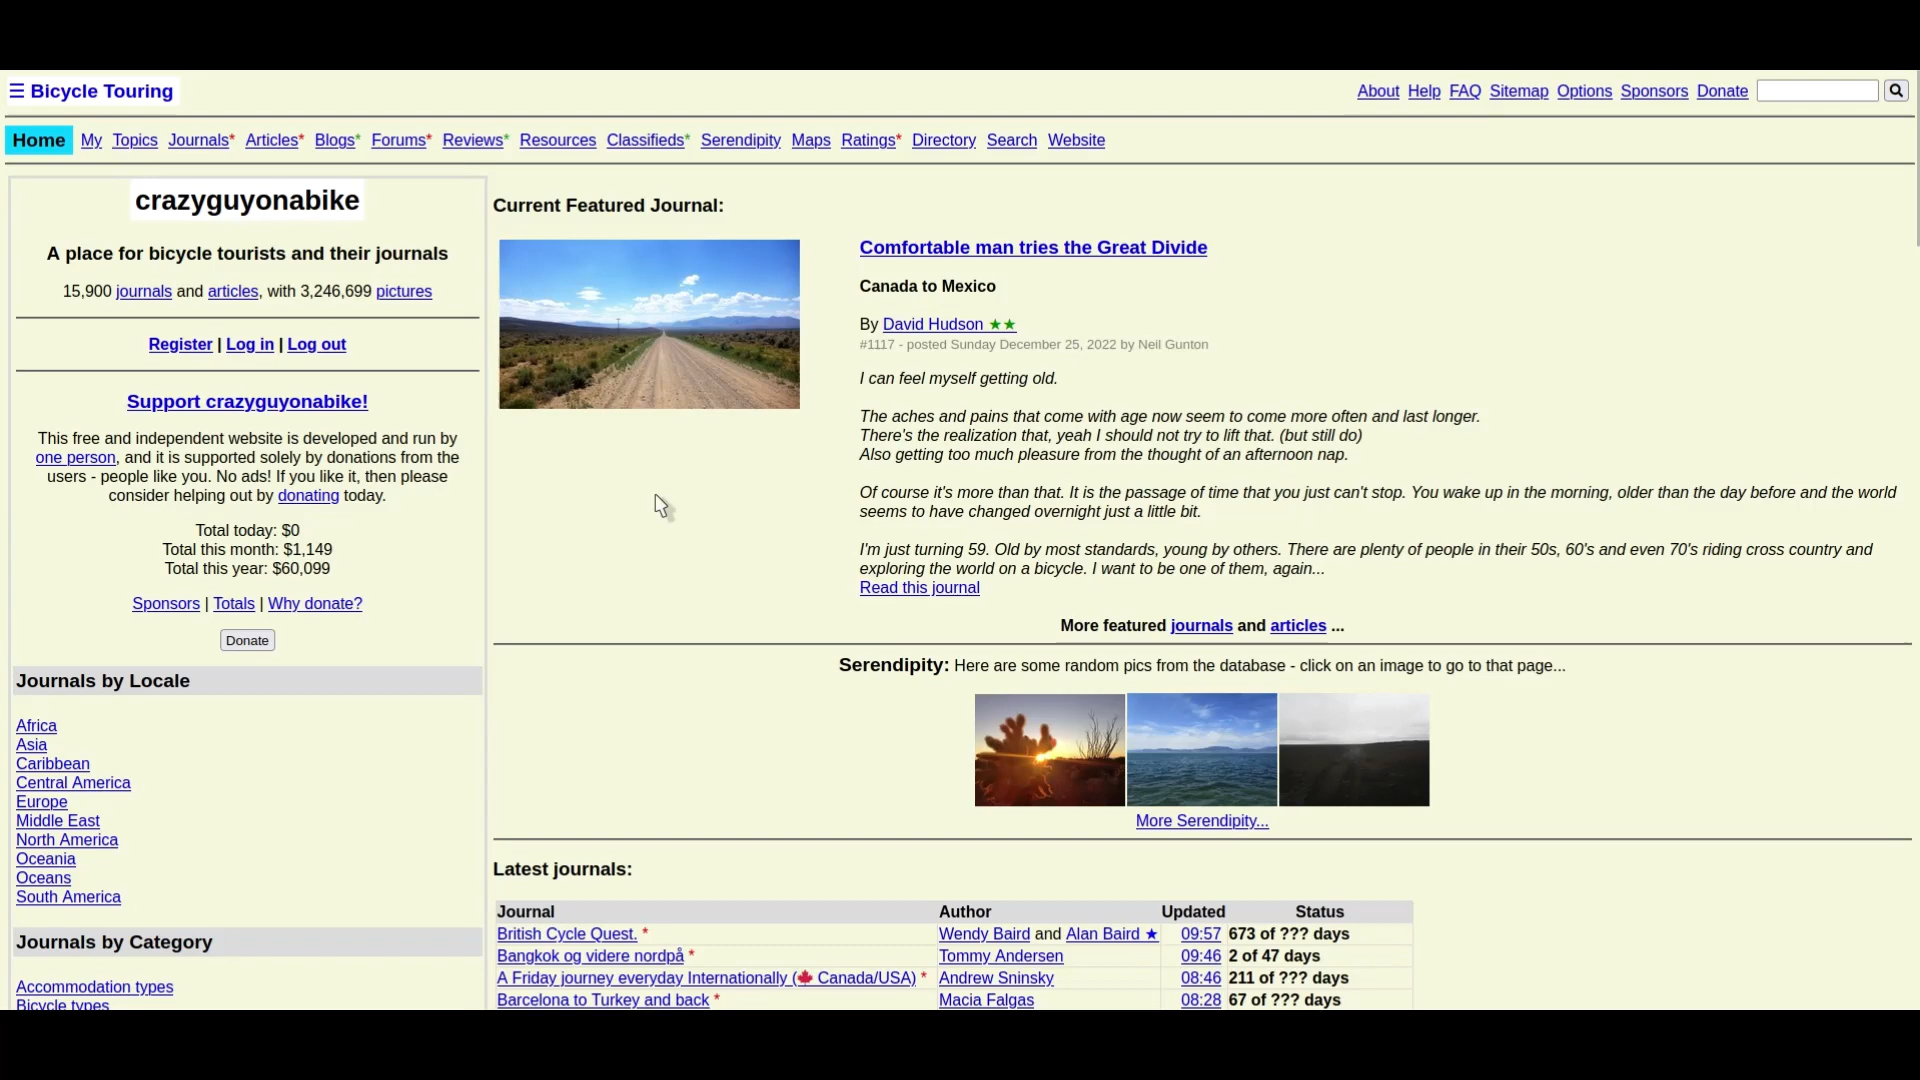 ☰ Bicycle Touring
About Help FAQ Sitemap Options Sponsors Donate
Home My Topics Journals* Articles* Blogs* Forums* Reviews* Resources Classifieds* Serendipity Maps Ratings* Directory Search Website
crazyguyonabike
A place for bicycle tourists and their journals
15,900 journals and articles, with 3,246,699 pictures
Register | Log in | Log out
Support crazyguyonabike!
This free and independent website is developed and run by
one person, and it is supported solely by donations from the
users - people like you. No ads! If you like it, then please
consider helping out by donating today.
Total today: $0
Total this month: $1,149
Total this year: $60,099
Sponsors | Totals | Why donate?
Donate
Journals by Locale
Africa
Asia
Caribbean
Central America
Europe
Middle East
North America
Oceania
Oceans
South America
Journals by Category
Accommodation types
Bicycle types
Current Featured Journal:
Comfortable man tries the Great Divide
Canada to Mexico
By David Hudson ★★
#1117 - posted Sunday December 25, 2022 by Neil Gunton
I can feel myself getting old.
The aches and pains that come with age now seem to come more often and last longer.
There's the realization that, yeah I should not try to lift that. (but still do)
Also getting too much pleasure from the thought of an afternoon nap.
Of course it's more than that. It is the passage of time that you just can't stop. You wake up in the morning, older than the day before and the world
seems to have changed overnight just a little bit.
I'm just turning 59. Old by most standards, young by others. There are plenty of people in their 50s, 60's and even 70's riding cross country and
exploring the world on a bicycle. I want to be one of them, again...
Read this journal
More featured journals and articles ...
Serendipity: Here are some random pics from the database - click on an image to go to that page...
More Serendipity...
Latest journals:
Journal Author Updated Status
British Cycle Quest. * Wendy Baird and Alan Baird ★ 09:57 673 of ??? days
Bangkok og videre nordpå * Tommy Andersen 09:46 2 of 47 days
A Friday journey everyday Internationally (🍁 Canada/USA) * Andrew Sninsky 08:46 211 of ??? days
Barcelona to Turkey and back * Macia Falgas 08:28 67 of ??? days